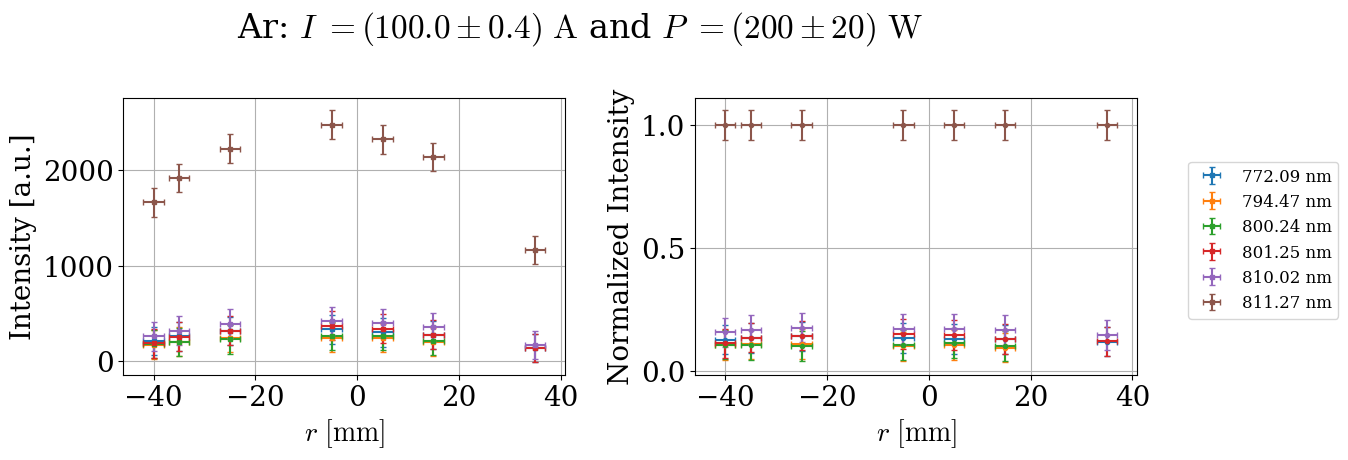 Ar: I = (100.0 ± 0.4) A and P = (200 ± 20) W
Intensity [a.u.]
2000
1000
0
−40 −20 0 20 40
r [mm]
Normalized Intensity
1.0
0.5
0.0
−40 −20 0 20 40
r [mm]
772.09 nm
794.47 nm
800.24 nm
801.25 nm
810.02 nm
811.27 nm